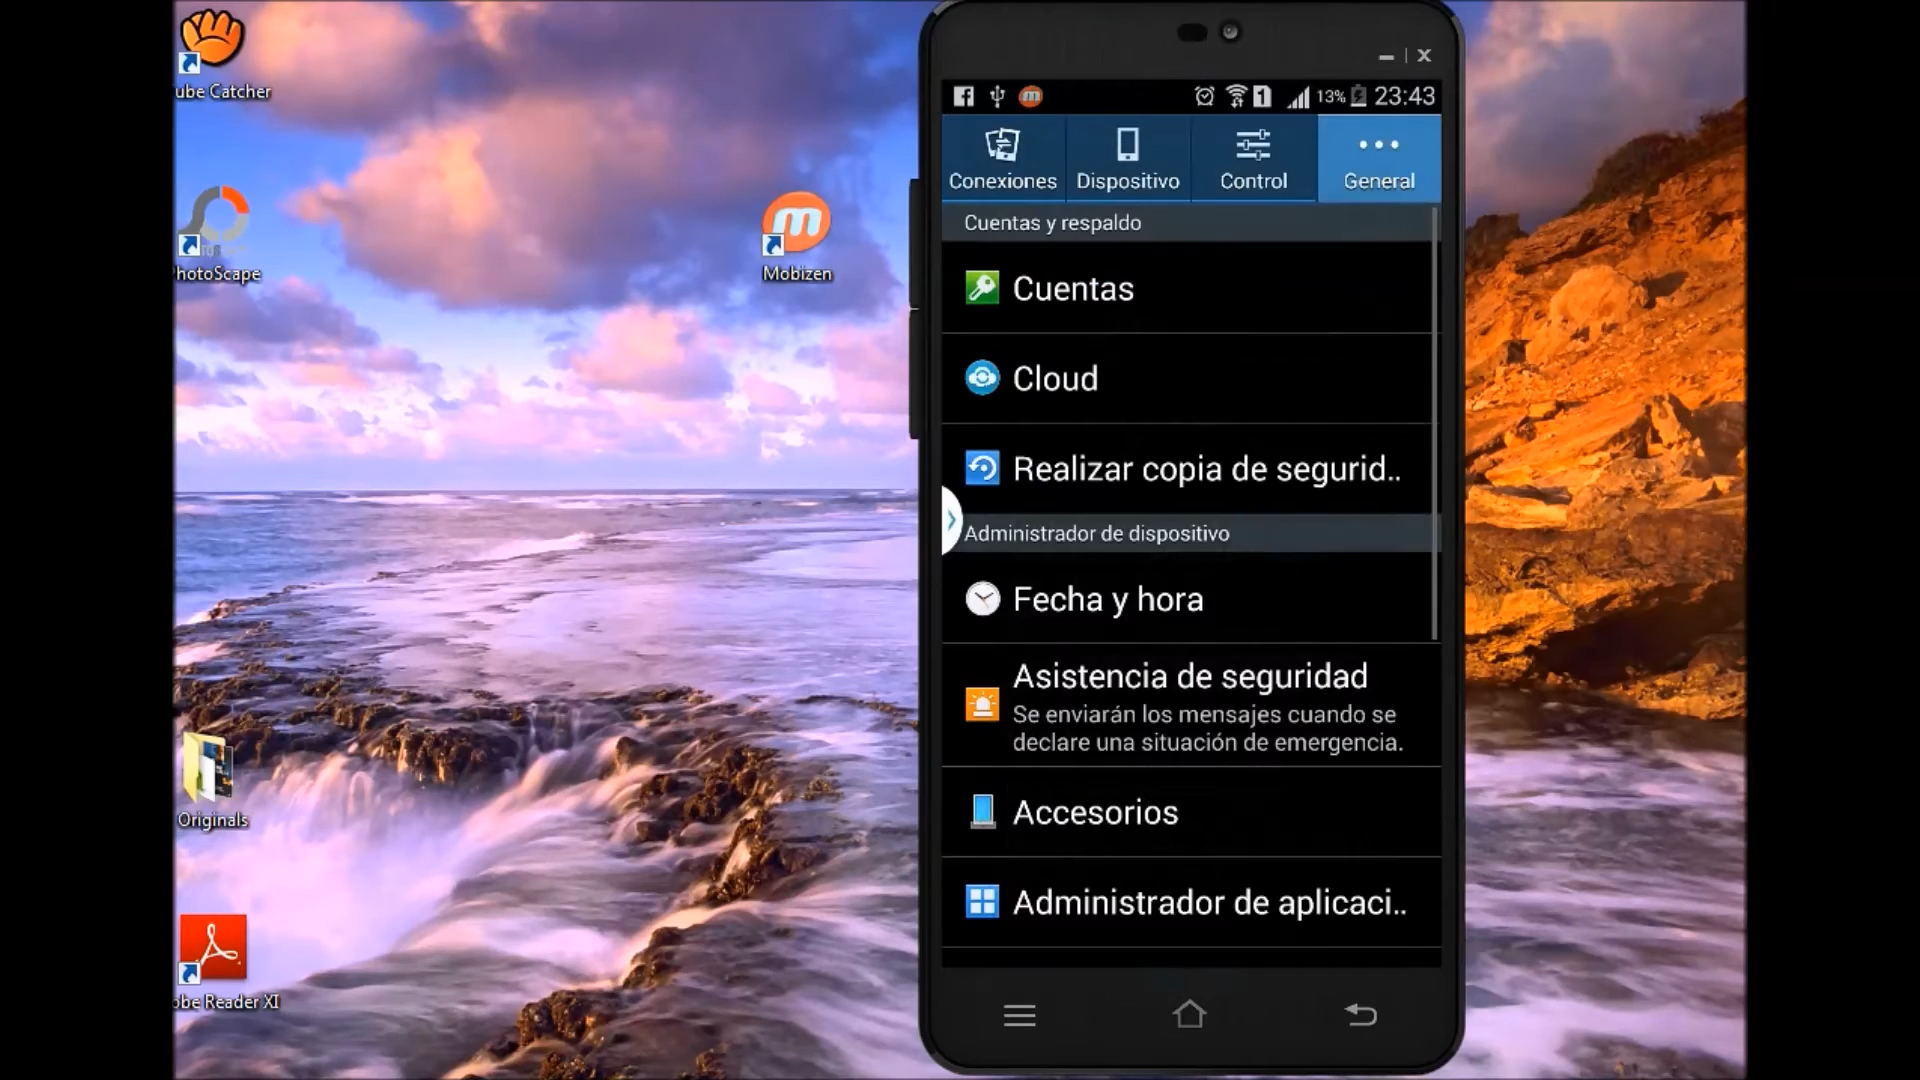 ube Catcher
hotoScape
Mobizen
Originals
obe Reader XI
13% 23:43
Conexiones Dispositivo Control General
Cuentas y respaldo
Cuentas
Cloud
Realizar copia de segurid..
Administrador de dispositivo
Fecha y hora
Asistencia de seguridad
Se enviarán los mensajes cuando se
declare una situación de emergencia.
Accesorios
Administrador de aplicaci..